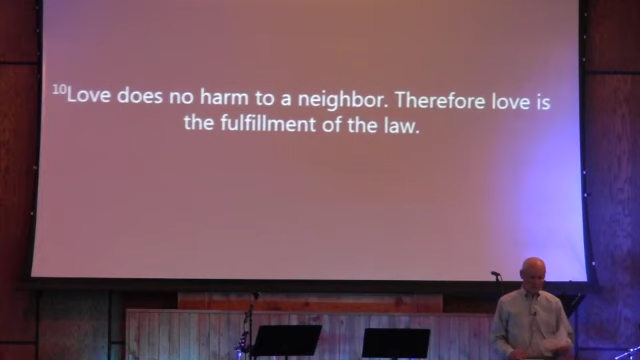 ¹⁰Love does no harm to a neighbor. Therefore love is
the fulfillment of the law.